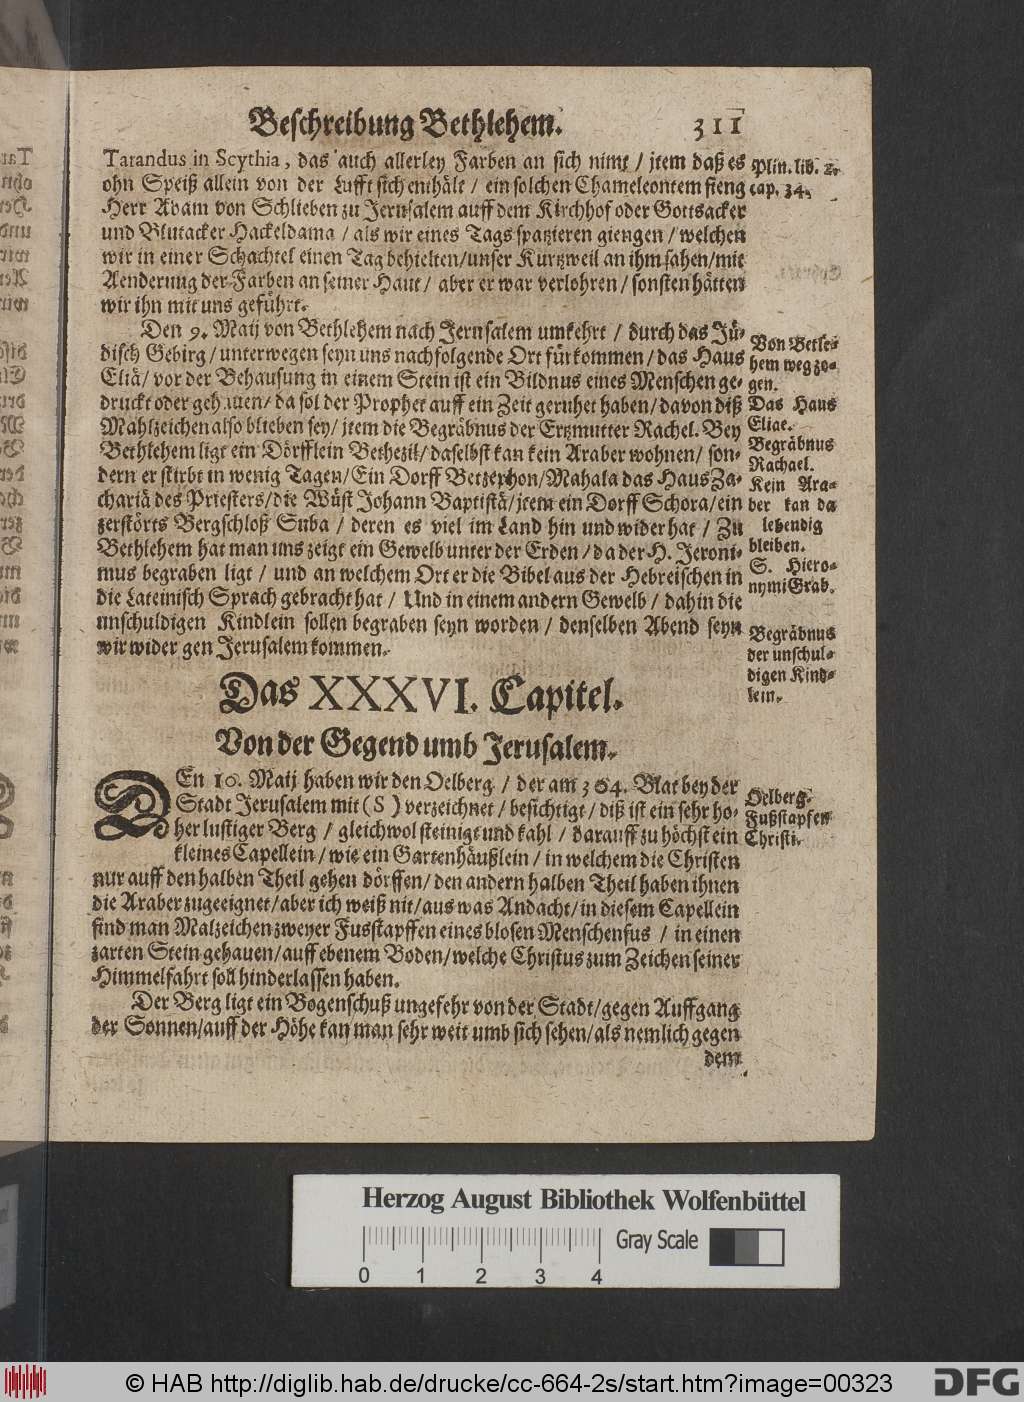 Beschreibung Bethlehem. 311
Tarandus in Scythia, das auch allerley Farben an sich nimt / jtem daß es
ohn Speiß allein von der Lufft sich enthält / ein solchen Chameleontem fieng
Herr Adam von Schlieben zu Jerusalem auff dem Kirchhof oder Gottsacker
und Blutacker Hackeldama / als wir eines Tags spatzieren giengen / welchen
wir in einer Schachtel einen Tag behielten / unser Kurtzweil an ihm sahen / mit
Aenderung der Farben an seiner Haut / aber er war verlohren / sonsten hätten
wir ihn mit uns geführt.
Plin. lib. 2.
cap. 34.
Den 9. Maij von Bethlehem nach Jerusalem umkehrt / durch das Jü-
disch Gebirg / unterwegen seyn uns nachfolgende Ort fürkommen / das Haus
Eliä / vor der Behausung in einem Stein ist ein Bildnus eines Menschen ge-
druckt oder gehauen / da sol der Prophet auff ein Zeit geruhet haben / davon diß
Mahlzeichen also blieben sey / jtem die Begräbnus der Ertzmutter Rachel. Bey
Bethlehem ligt ein Dörfflein Bethezil / daselbst kan kein Araber wohnen / son-
dern er stirbt in wenig Tagen / Ein Dorff Betzephon / Mahala das Haus Za-
chariä des Priesters / die Wüst Johann Baptistä / jtem ein Dorff Schora / ein
zerstörts Bergschloß Suba / deren es viel im Land hin und wider hat / Zu
Bethlehem hat man uns zeigt ein Gewelb unter der Erden / da der H. Jeroni-
mus begraben ligt / und an welchem Ort er die Bibel aus der Hebreischen in
die Lateinisch Sprach gebracht hat / Und in einem andern Gewelb / dahin die
unschuldigen Kindlein sollen begraben seyn worden / denselben Abend seyn
wir wider gen Jerusalem kommen.
Von Betle-
hem weg zo-
gen.
Das Haus
Eliae.
Begräbnus
Rachael.
Kein Ara-
ber kan da
lebendig
bleiben.
S. Hiero-
nymi Grab.
Begräbnus
der unschul-
digen Kind-
lein.
Das XXXVI. Capitel.
Von der Gegend umb Jerusalem.
DEn 10. Maij haben wir den Oelberg / der am 304. Blat bey der
Stadt Jerusalem mit (S) verzeichnet / besichtigt / diß ist ein sehr ho-
her lustiger Berg / gleichwol steinigt und kahl / darauff zu höchst ein
kleines Capellein / wie ein Gartenhäußlein / in welchem die Christen
nur auff den halben Theil gehen dörffen / den andern halben Theil haben ihnen
die Araber zugeeignet / aber ich weiß nit / aus was Andacht / in diesem Capellein
find man Malzeichen zweyer Fusstapffen eines blosen Menschenfus / in einen
zarten Stein gehauen / auff ebenem Boden / welche Christus zum Zeichen seiner
Himmelfahrt soll hinderlassen haben.
Oelberg.
Fußstapfen
Christi.
Der Berg ligt ein Bogenschuß ungefehr von der Stadt / gegen Auffgang
der Sonnen / auff der Höhe kan man sehr weit umb sich sehen / als nemlich gegen
dem
Herzog August Bibliothek Wolfenbüttel
Gray Scale
0 1 2 3 4
© HAB http://diglib.hab.de/drucke/cc-664-2s/start.htm?image=00323
DFG